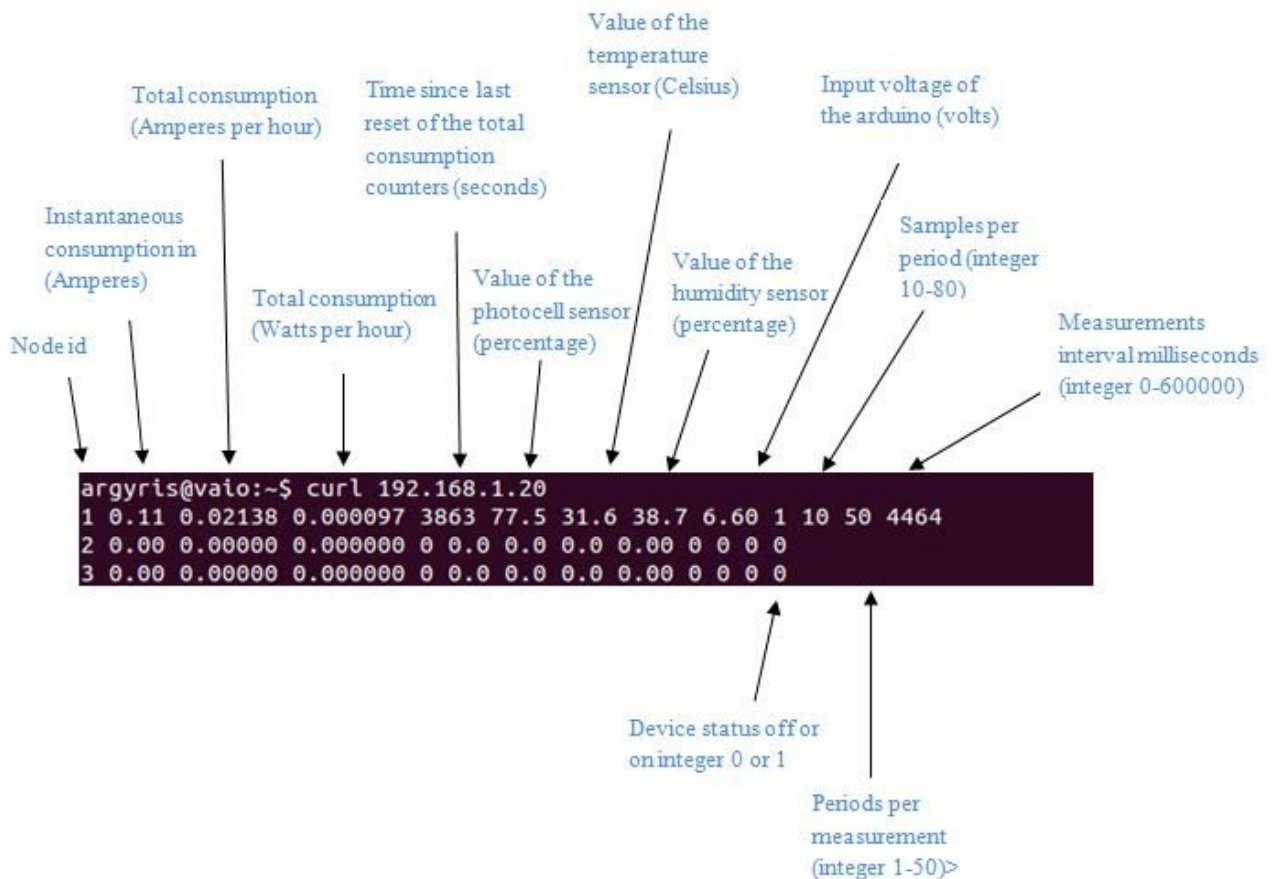 Value of the
temperature
sensor (Celsius)
Total consumption
(Amperes per hour)
Time since last
reset of the total
consumption
counters (seconds)
Input voltage of
the arduino (volts)
Instantaneous
consumption in
(Amperes)
Total consumption
(Watts per hour)
Value of the
photocell sensor
(percentage)
Value of the
humidity sensor
(percentage)
Samples per
period (integer
10-80)
Measurements
interval milliseconds
(integer 0-600000)
Node id
argyris@vaio:~$ curl 192.168.1.20
1 0.11 0.02138 0.000097 3863 77.5 31.6 38.7 6.60 1 10 50 4464
2 0.00 0.00000 0.000000 0 0.0 0.0 0.0 0.00 0 0 0 0
3 0.00 0.00000 0.000000 0 0.0 0.0 0.0 0.00 0 0 0 0
Device status off or
on integer 0 or 1
Periods per
measurement
(integer 1-50)>